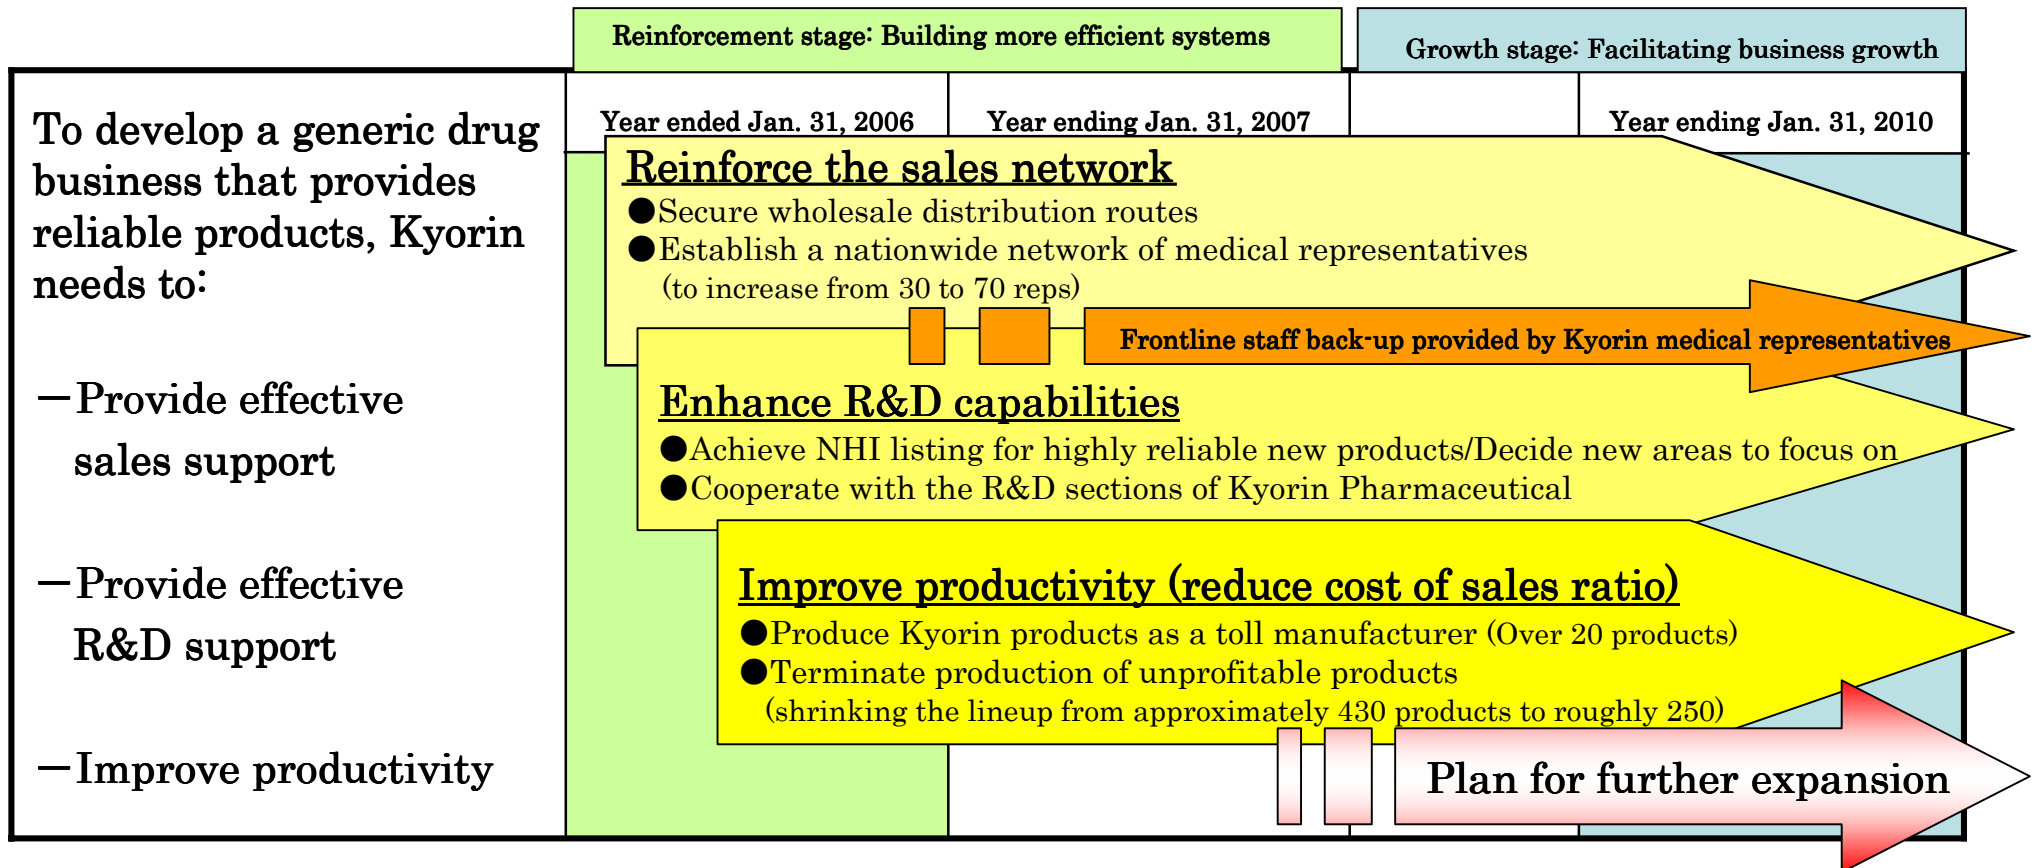 Reinforcement stage: Building more efficient systems
Growth stage: Facilitating business growth
Year ended Jan. 31, 2006
Year ending Jan. 31, 2007
Year ending Jan. 31, 2010
To develop a generic drug
business that provides
reliable products, Kyorin
needs to:
—Provide effective
sales support
—Provide effective
R&D support
—Improve productivity
Reinforce the sales network
●Secure wholesale distribution routes
●Establish a nationwide network of medical representatives
(to increase from 30 to 70 reps)
Frontline staff back-up provided by Kyorin medical representatives
Enhance R&D capabilities
●Achieve NHI listing for highly reliable new products/Decide new areas to focus on
●Cooperate with the R&D sections of Kyorin Pharmaceutical
Improve productivity (reduce cost of sales ratio)
●Produce Kyorin products as a toll manufacturer (Over 20 products)
●Terminate production of unprofitable products
(shrinking the lineup from approximately 430 products to roughly 250)
Plan for further expansion